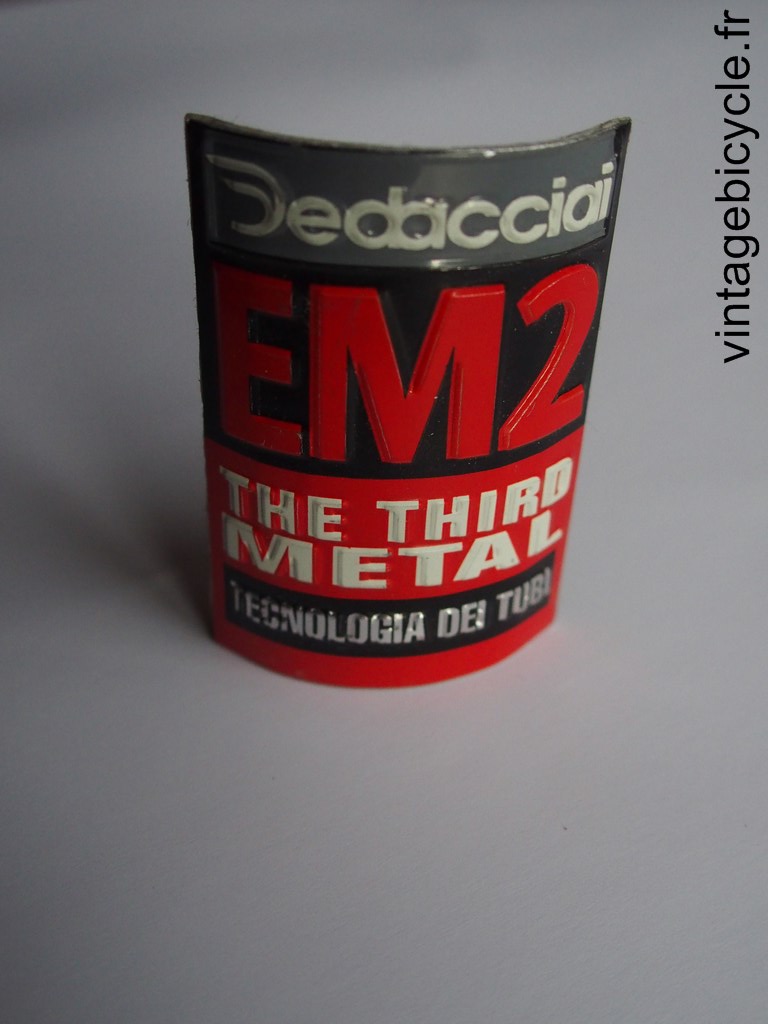 Dedacciai
EM2
THE THIRD
METAL
TECNOLOGIA DEI TUBI
vintagebicycle.fr